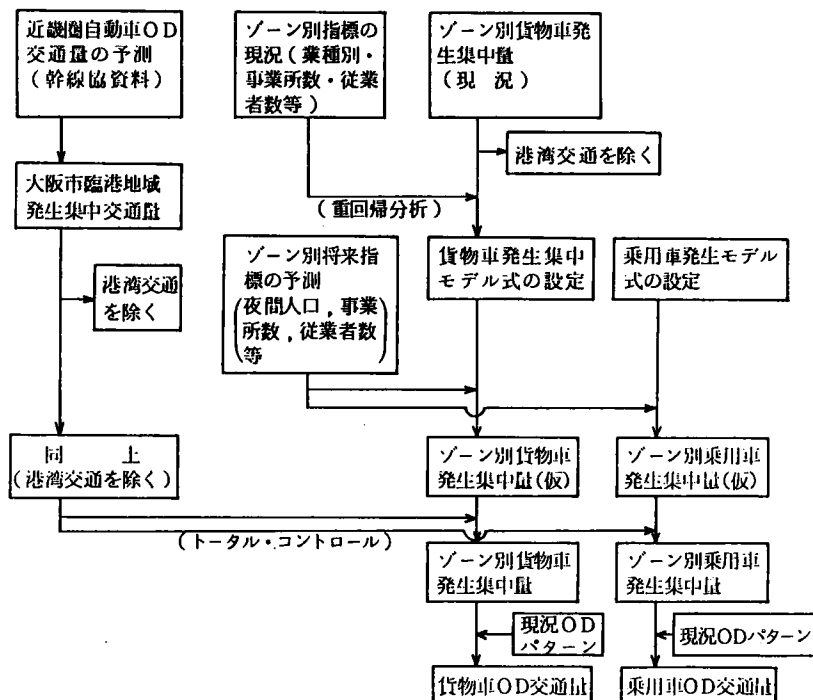 近畿圏自動車OD
交通量の予測
(幹線協資料)
ゾーン別指標の
現況(業種別・
事業所数・従業
者数等)
ゾーン別貨物車発
生集中量
(現 況)
港湾交通を除く
大阪市臨港地域
発生集中交通量
(重回帰分析)
港湾交通
を除く
ゾーン別将来指
標の予測
(夜間人口,事業
所数,従業者数
等)
貨物車発生集中
モデル式の設定
乗用車発生モデル
式の設定
同 上
(港湾交通を除く)
ゾーン別貨物車
発生集中量(仮)
ゾーン別乗用車
発生集中量(仮)
(トータル・コントロール)
ゾーン別貨物車
発生集中量
ゾーン別乗用車
発生集中量
現況OD
パターン
現況ODパターン
貨物車OD交通量
乗用車OD交通量